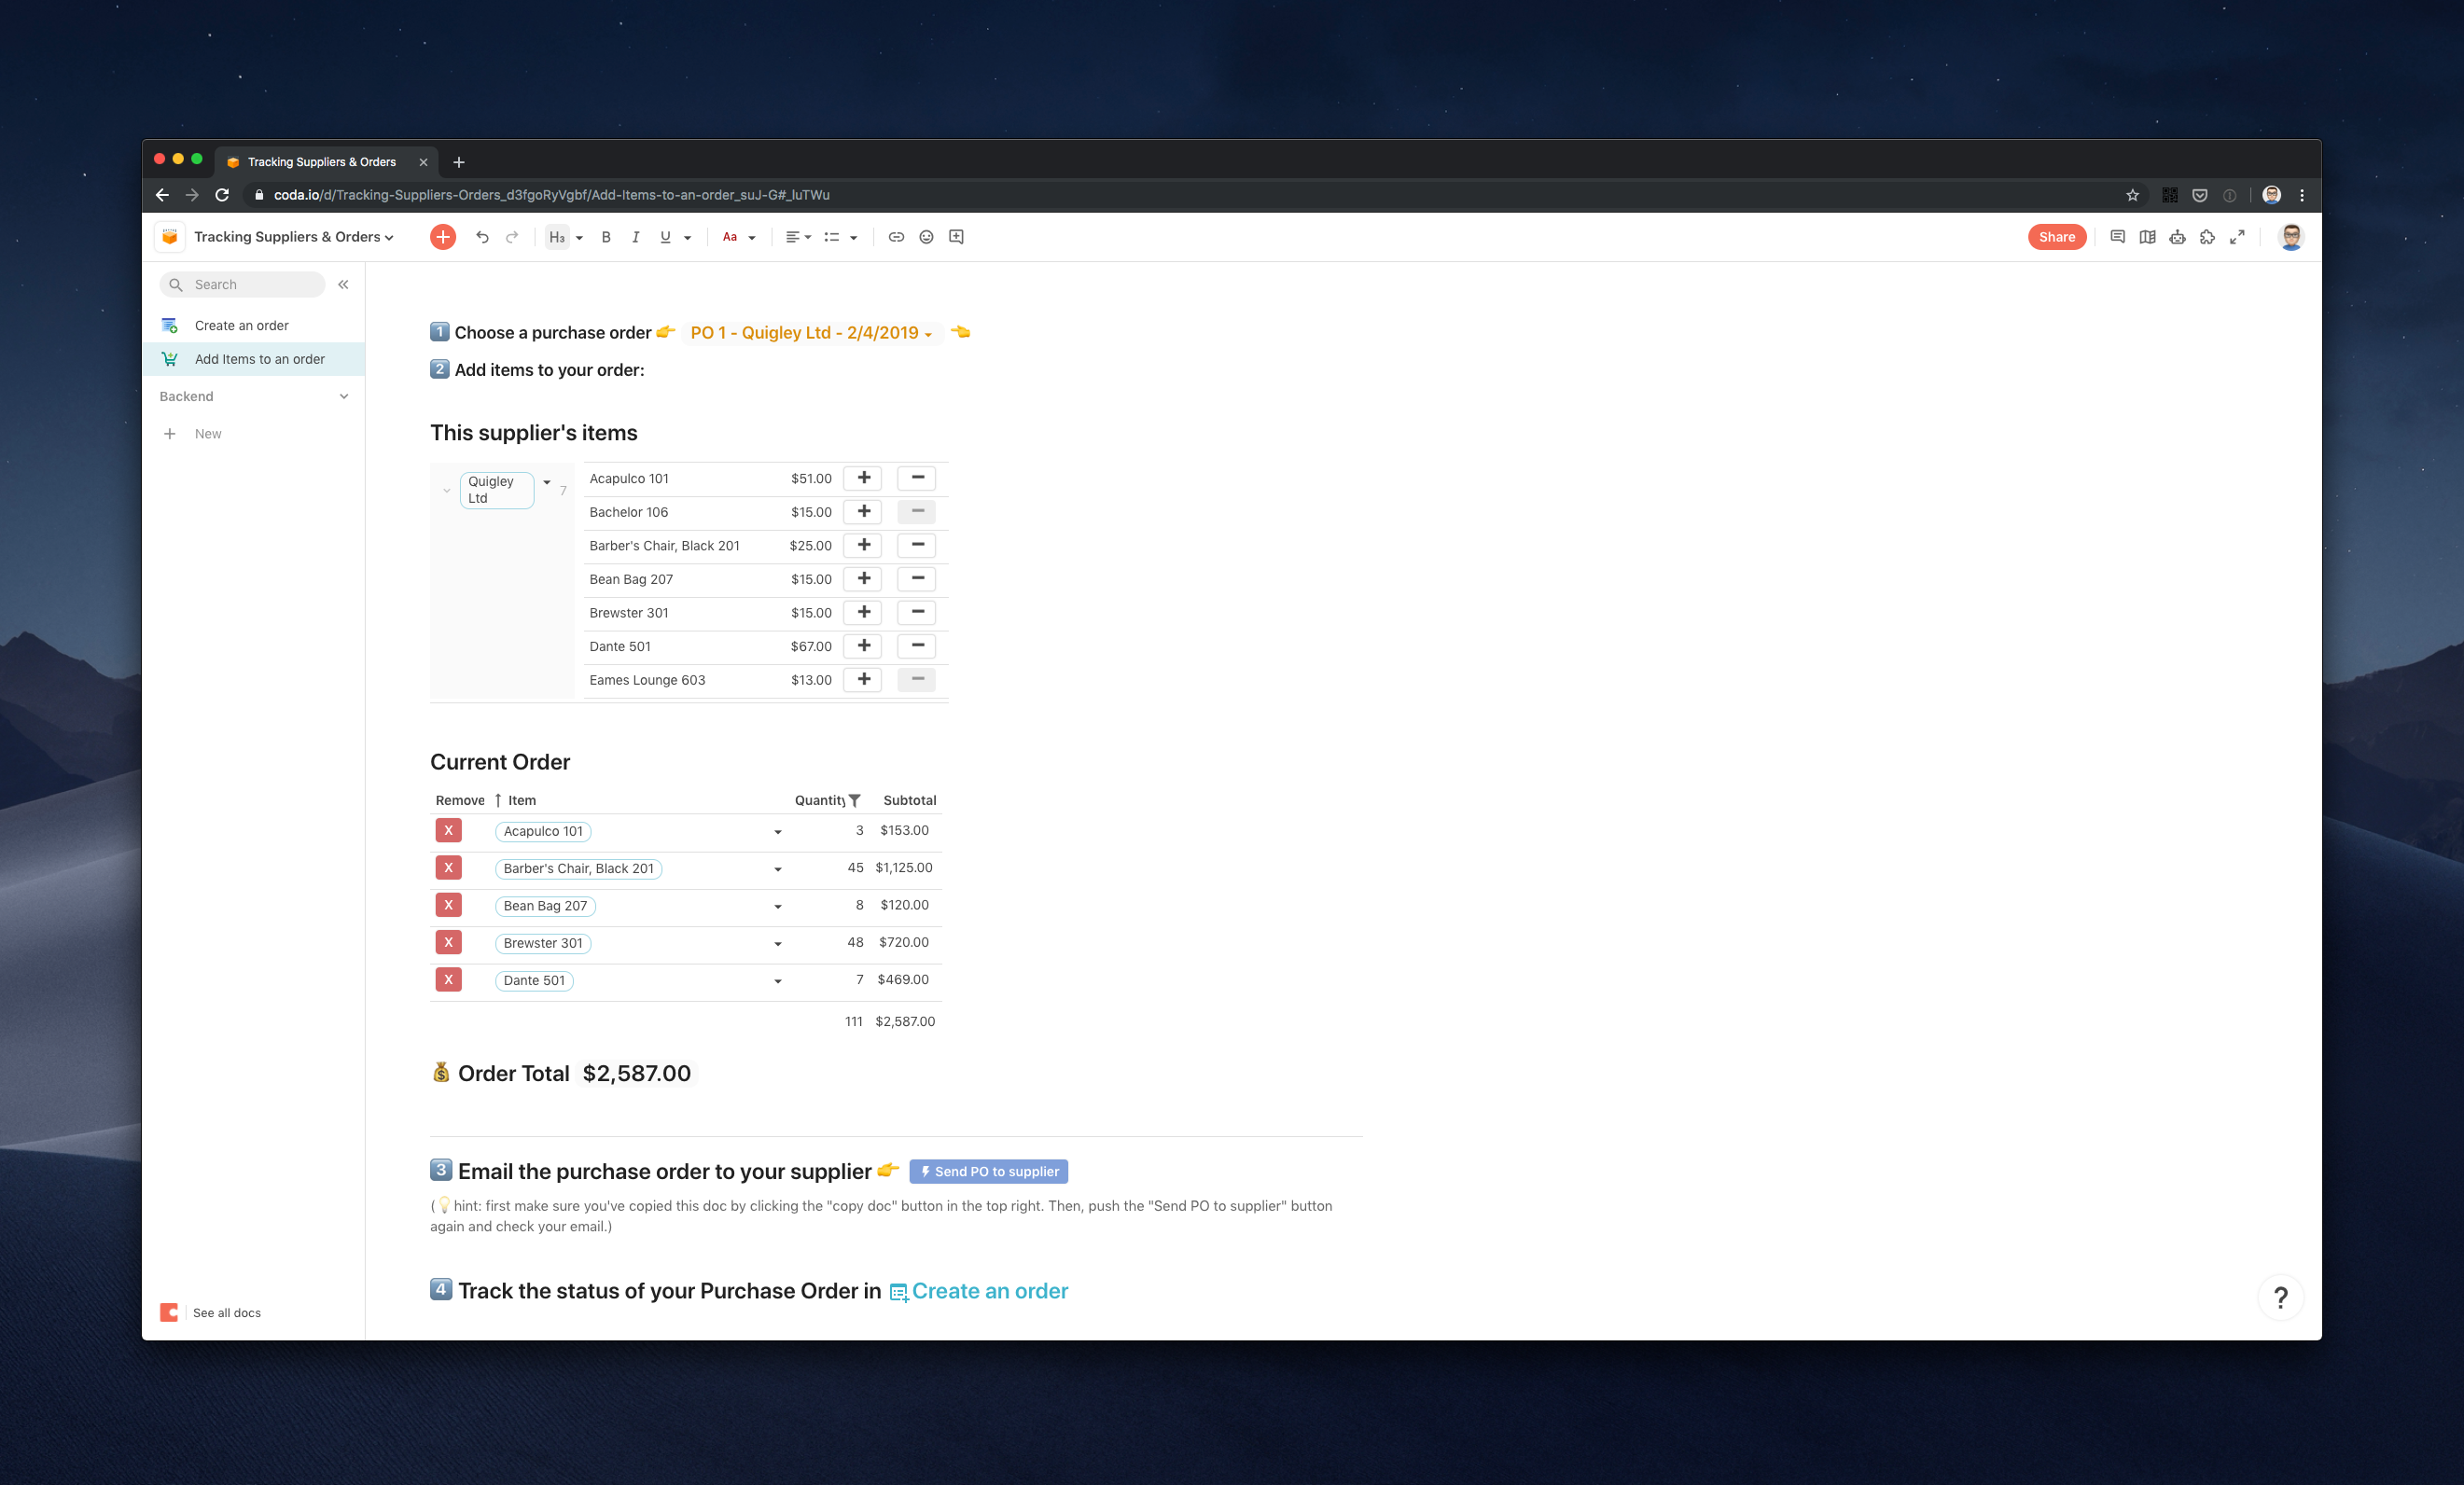 Tracking Suppliers & Orders
coda.io/d/Tracking-Suppliers-Orders_d3fgoRyVgbf/Add-Items-to-an-order_suJ-G#_luTWu
Tracking Suppliers & Orders
H3 B I U Aa
Share
Search
Create an order
Add Items to an order
Backend
New
See all docs
1 Choose a purchase order 👉 PO 1 - Quigley Ltd - 2/4/2019 👈
2 Add items to your order:
This supplier's items
Quigley Ltd 7
Acapulco 101 $51.00 + −
Bachelor 106 $15.00 + −
Barber's Chair, Black 201 $25.00 + −
Bean Bag 207 $15.00 + −
Brewster 301 $15.00 + −
Dante 501 $67.00 + −
Eames Lounge 603 $13.00 + −
Current Order
Remove ↑ Item Quantity Subtotal
X Acapulco 101 3 $153.00
X Barber's Chair, Black 201 45 $1,125.00
X Bean Bag 207 8 $120.00
X Brewster 301 48 $720.00
X Dante 501 7 $469.00
111 $2,587.00
💰 Order Total $2,587.00
3 Email the purchase order to your supplier 👉 Send PO to supplier
(💡hint: first make sure you've copied this doc by clicking the "copy doc" button in the top right. Then, push the "Send PO to supplier" button
again and check your email.)
4 Track the status of your Purchase Order in Create an order
?